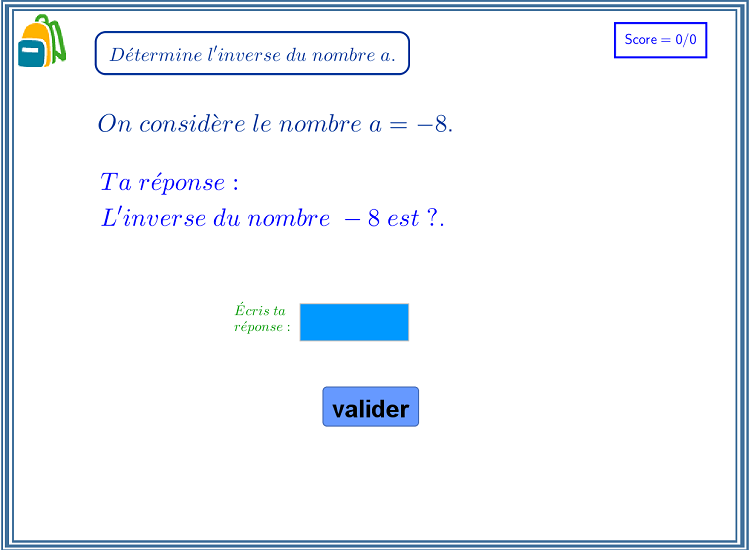 Détermine l'inverse du nombre a.
Score = 0/0
On considère le nombre a = −8.
Ta réponse :
L'inverse du nombre − 8 est ?.
Écris ta
réponse :
valider